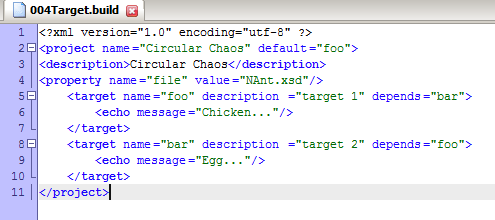 004Target.build
1 <?xml version="1.0" encoding="utf-8" ?>
2 <project name="Circular Chaos" default="foo">
3 <description>Circular Chaos</description>
4 <property name="file" value="NAnt.xsd"/>
5 <target name="foo" description ="target 1" depends="bar">
6 <echo message="Chicken..."/>
7 </target>
8 <target name="bar" description ="target 2" depends="foo">
9 <echo message="Egg..."/>
10 </target>
11 </project>